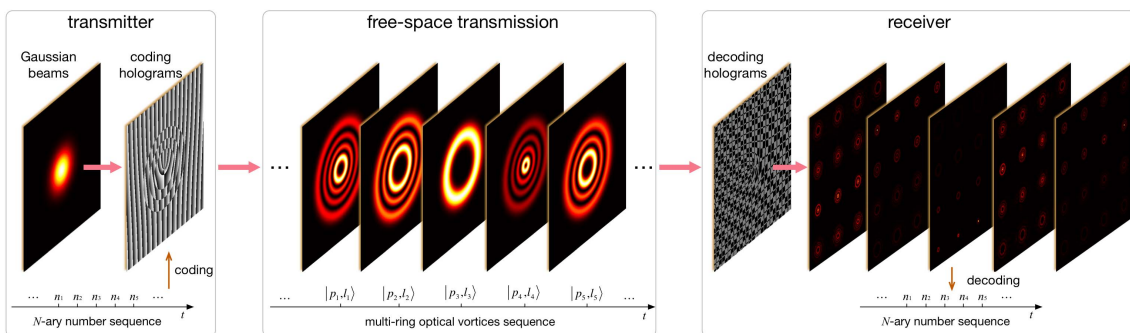 transmitter
Gaussian
beams
coding
holograms
coding
... n₁ n₂ n₃ n₄ n₅ ...
N-ary number sequence
t
free-space transmission
...
...
... |p₁,l₁⟩ |p₂,l₂⟩ |p₃,l₃⟩ |p₄,l₄⟩ |p₅,l₅⟩ ...
multi-ring optical vortices sequence
t
receiver
decoding
holograms
decoding
... n₁ n₂ n₃ n₄ n₅ ...
N-ary number sequence
t